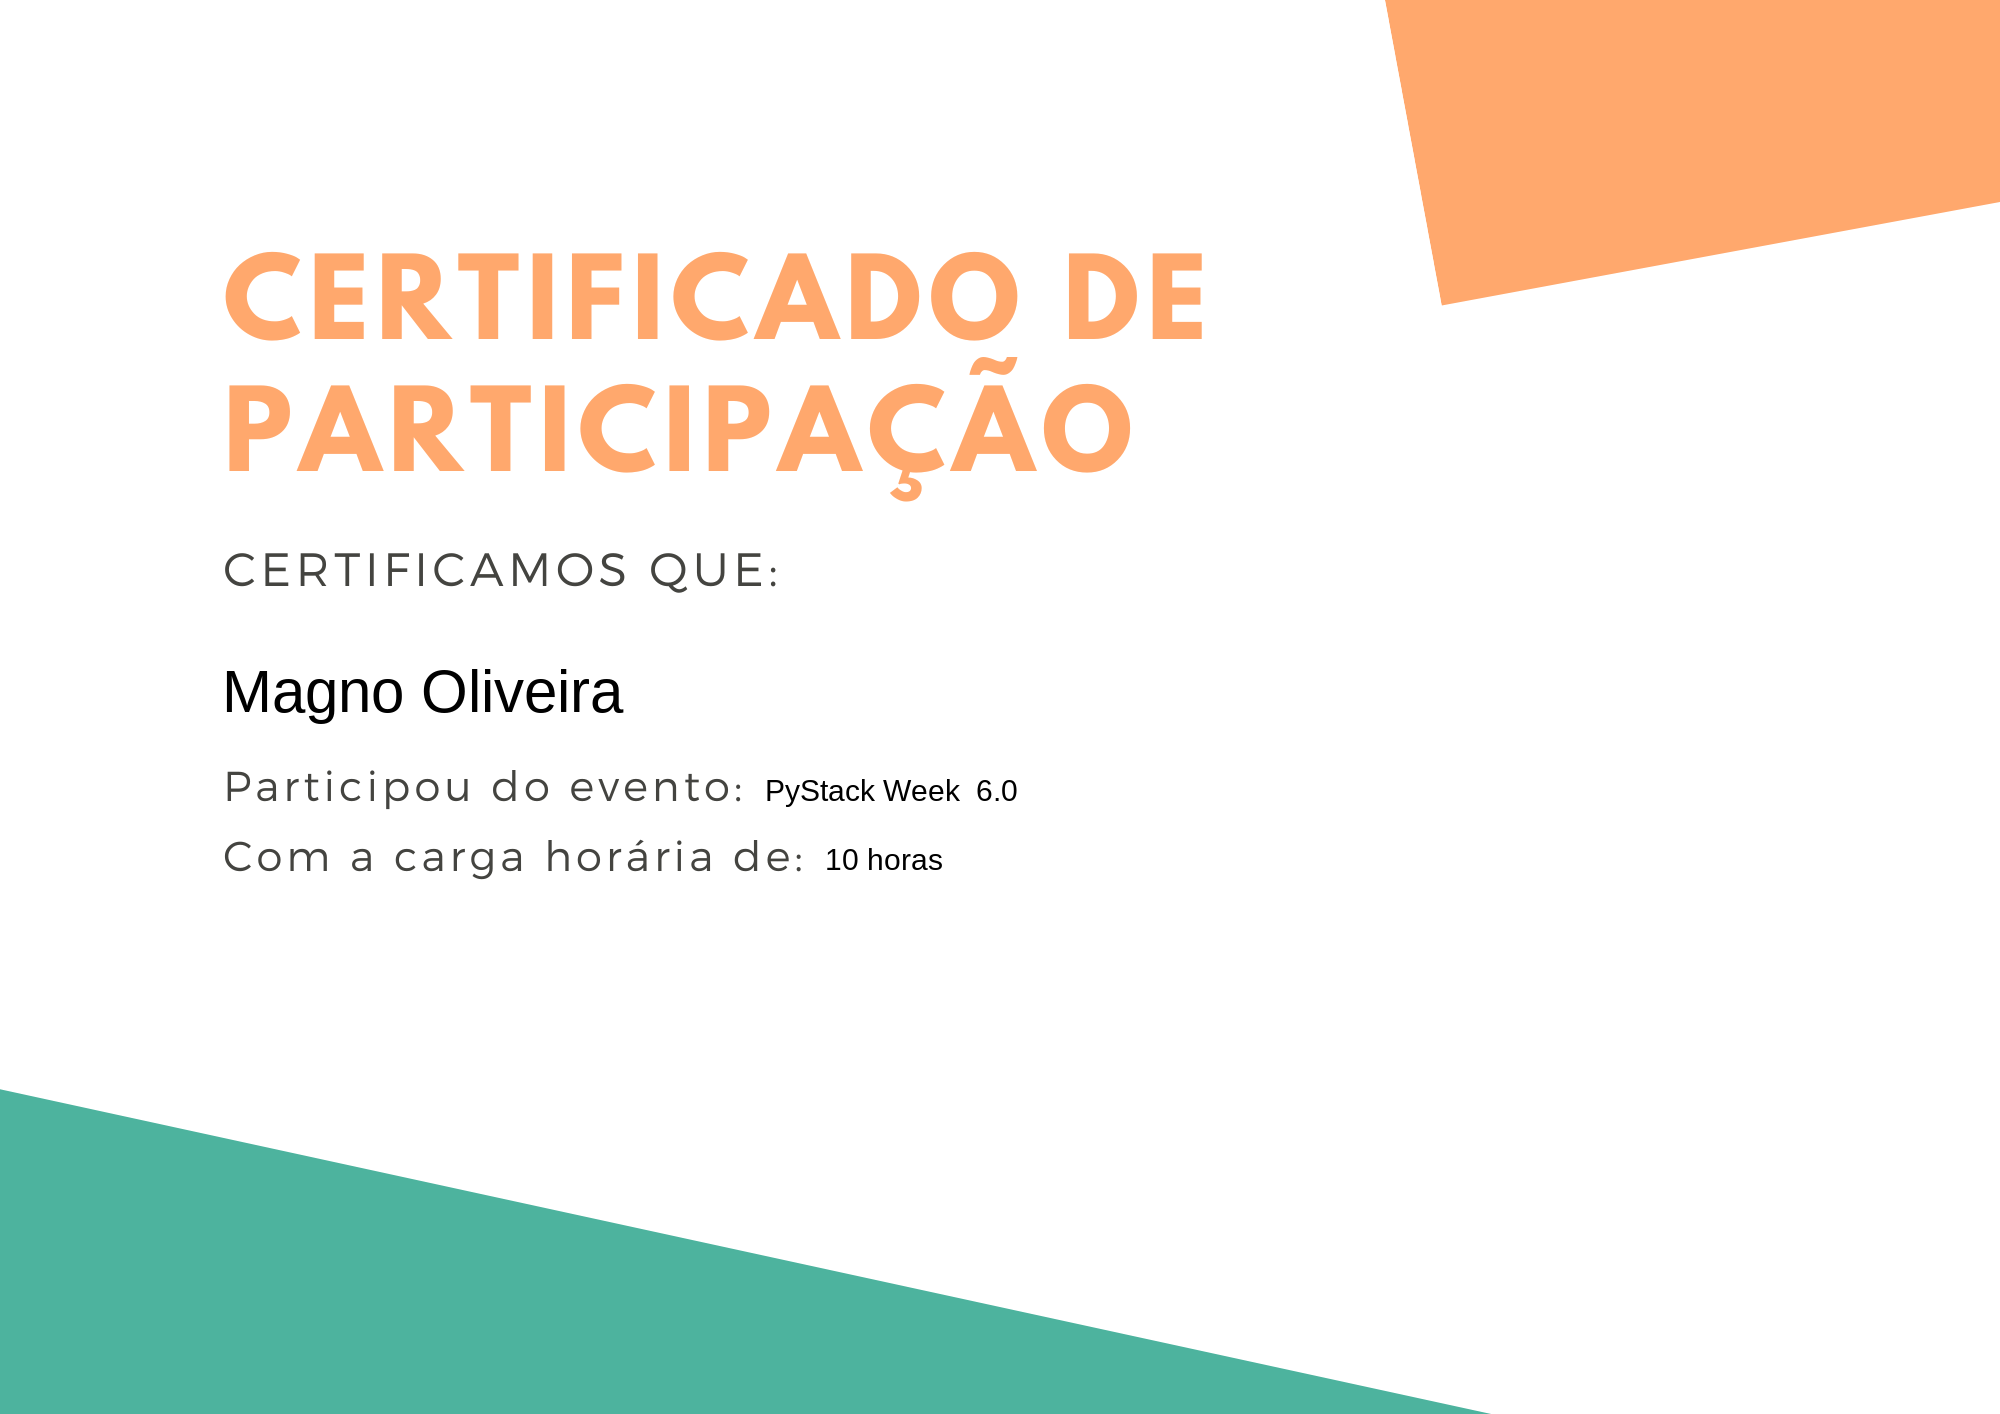 CERTIFICADO DE
PARTICIPAÇÃO
CERTIFICAMOS QUE:
Magno Oliveira
Participou do evento: PyStack Week  6.0
Com a carga horária de: 10 horas